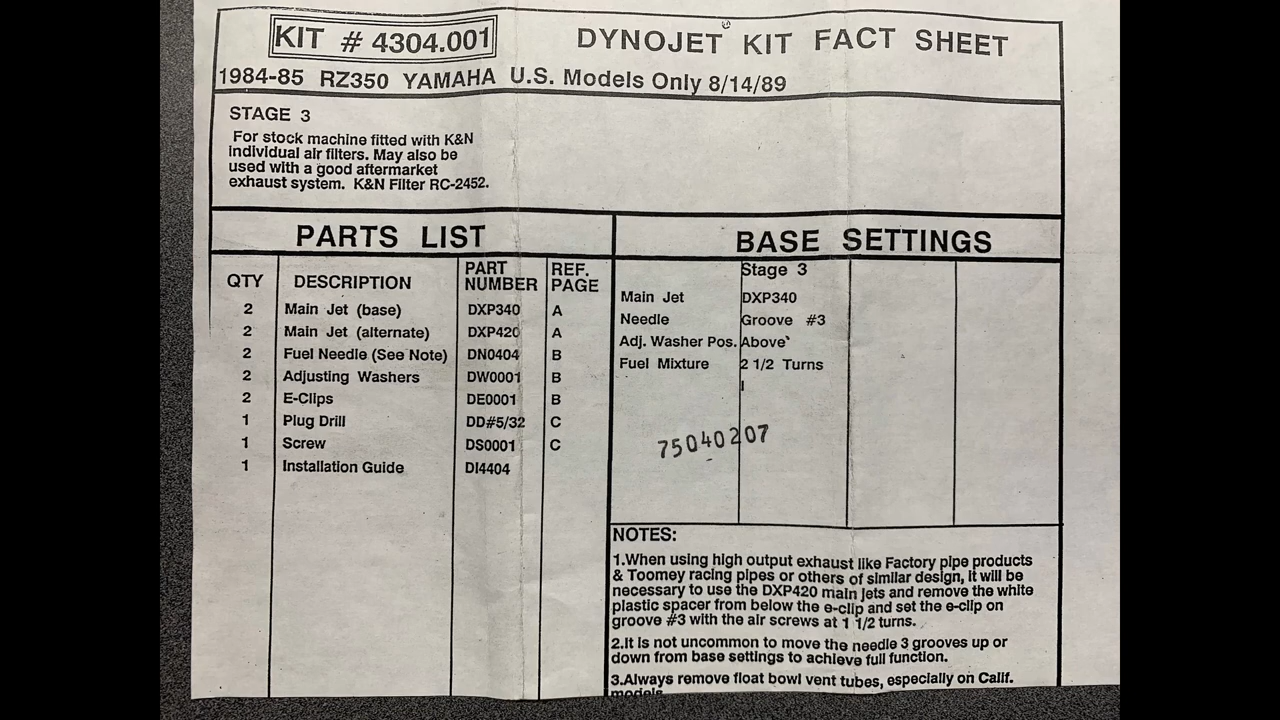 KIT # 4304.001
DYNOJET KIT FACT SHEET
1984-85 RZ350 YAMAHA U.S. Models Only 8/14/89
STAGE 3
For stock machine fitted with K&N
individual air filters. May also be
used with a good aftermarket
exhaust system. K&N Filter RC-2452.
PARTS LIST
QTY DESCRIPTION PART NUMBER REF. PAGE
2 Main Jet (base) DXP340 A
2 Main Jet (alternate) DXP420 A
2 Fuel Needle (See Note) DN0404 B
2 Adjusting Washers DW0001 B
2 E-Clips DE0001 B
1 Plug Drill DD#5/32 C
1 Screw DS0001 C
1 Installation Guide DI4404
BASE SETTINGS
Stage 3
Main Jet DXP340
Needle Groove #3
Adj. Washer Pos. Above
Fuel Mixture 2 1/2 Turns
75040207
NOTES:
1.When using high output exhaust like Factory pipe products
& Toomey racing pipes or others of similar design, it will be
necessary to use the DXP420 main jets and remove the white
plastic spacer from below the e-clip and set the e-clip on
groove #3 with the air screws at 1 1/2 turns.
2.It is not uncommon to move the needle 3 grooves up or
down from base settings to achieve full function.
3.Always remove float bowl vent tubes, especially on Calif.
models